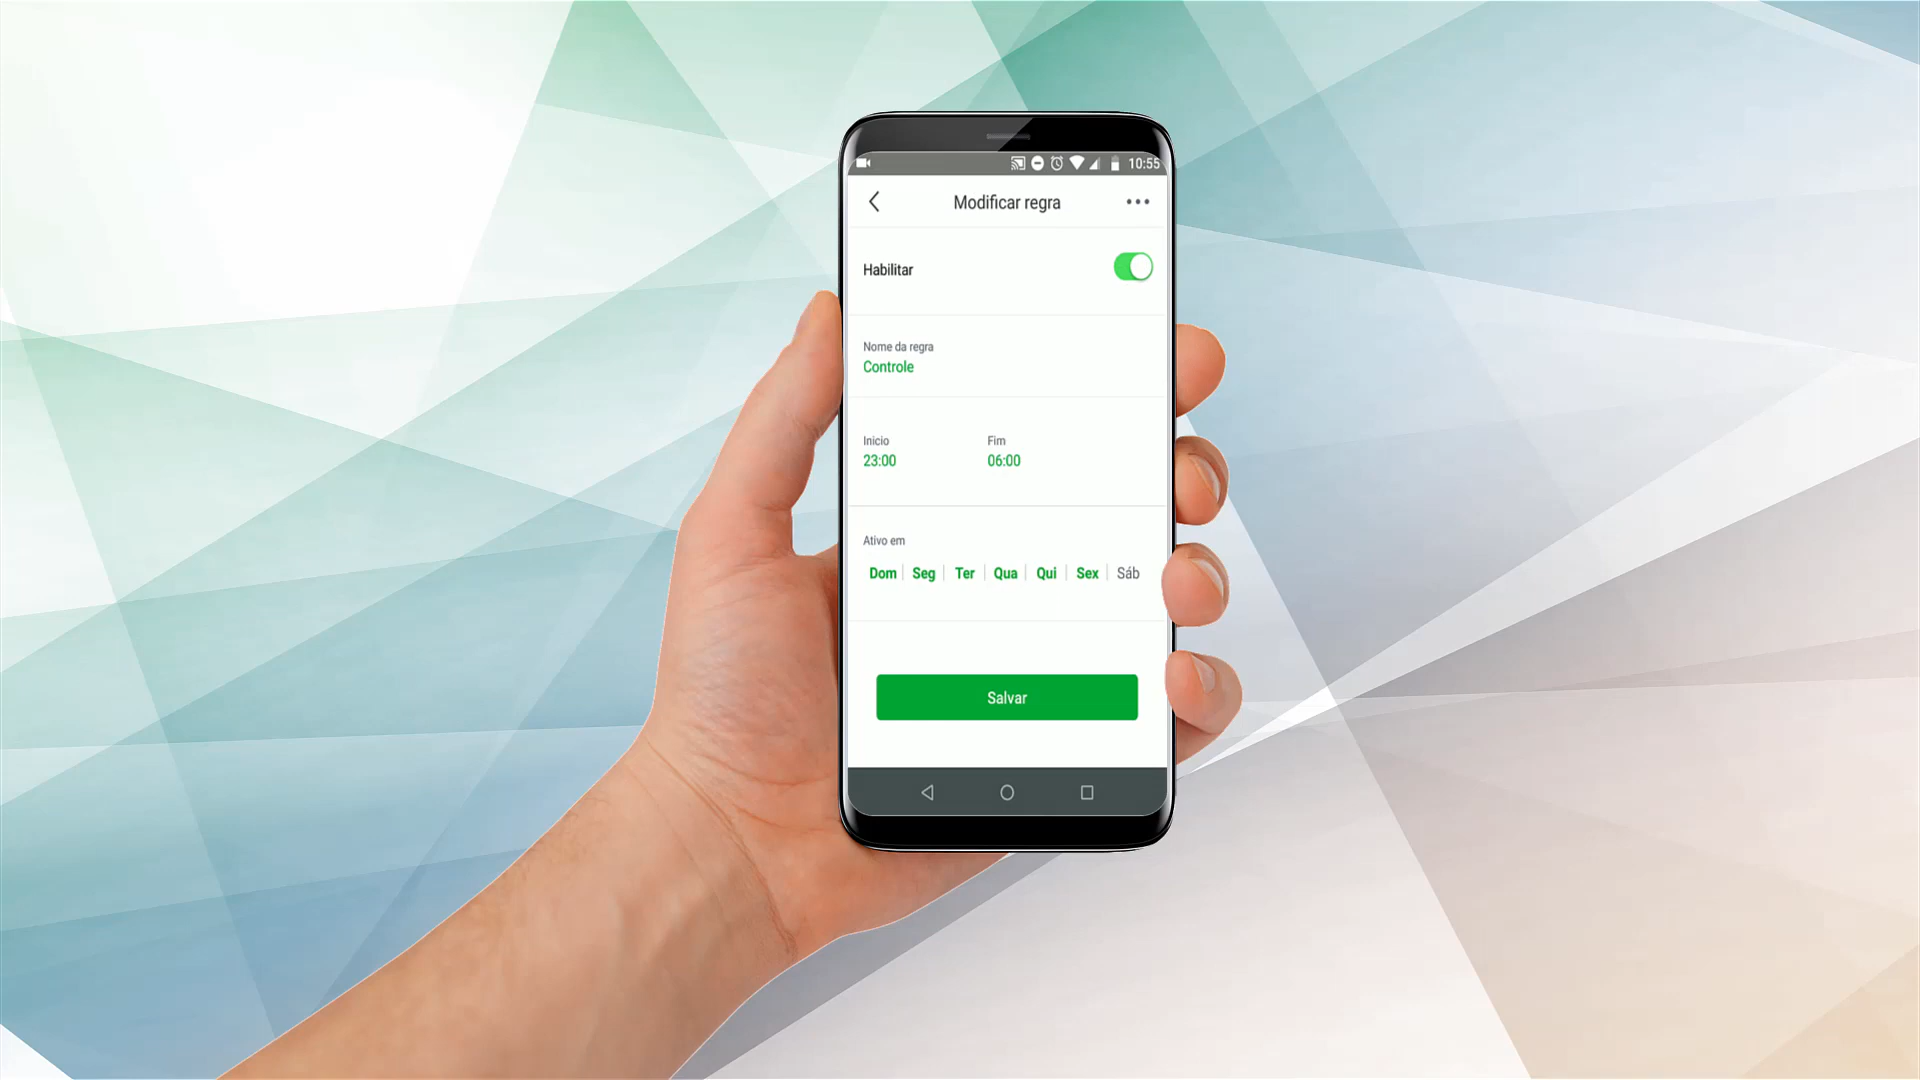 10:55
Modificar regra
Habilitar
Nome da regra
Controle
Inicio Fim
23:00 06:00
Ativo em
Dom Seg Ter Qua Qui Sex Sáb
Salvar